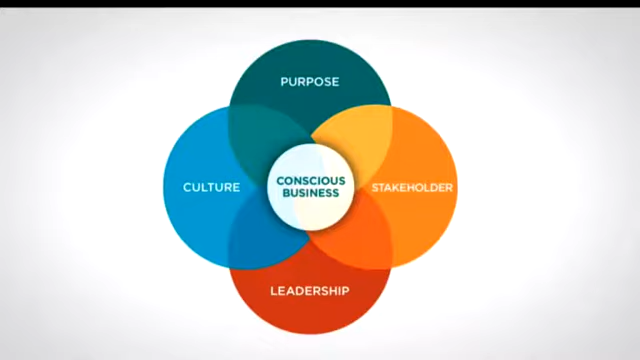 PURPOSE
CULTURE
CONSCIOUS
BUSINESS
STAKEHOLDER
LEADERSHIP